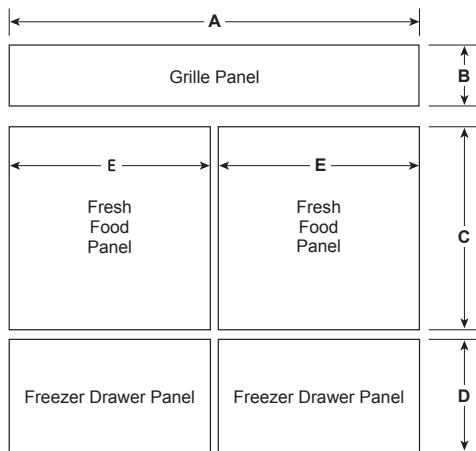 A
Grille Panel
B
E
E
Fresh
Food
Panel
Fresh
Food
Panel
C
Freezer Drawer Panel
Freezer Drawer Panel
D